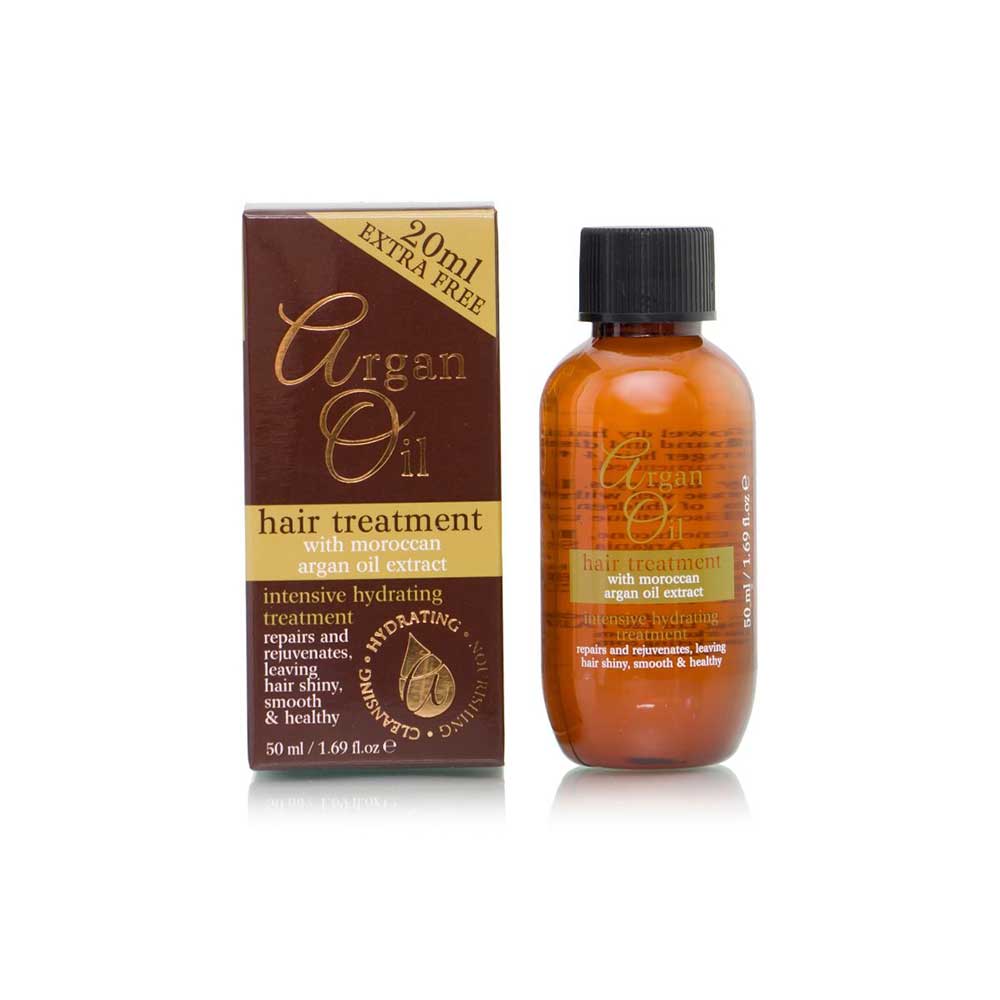 20ml
EXTRA FREE
Argan
Oil
hair treatment
with moroccan
argan oil extract
intensive hydrating
treatment
repairs and
rejuvenates,
leaving
hair shiny,
smooth
& healthy
CLEANSING • HYDRATING • NOURISHING •
50 ml / 1.69 fl.oz ℮
Argan
Oil
hair treatment
with moroccan
argan oil extract
intensive hydrating
treatment
repairs and rejuvenates, leaving
hair shiny, smooth & healthy
50 ml / 1.69 fl.oz ℮